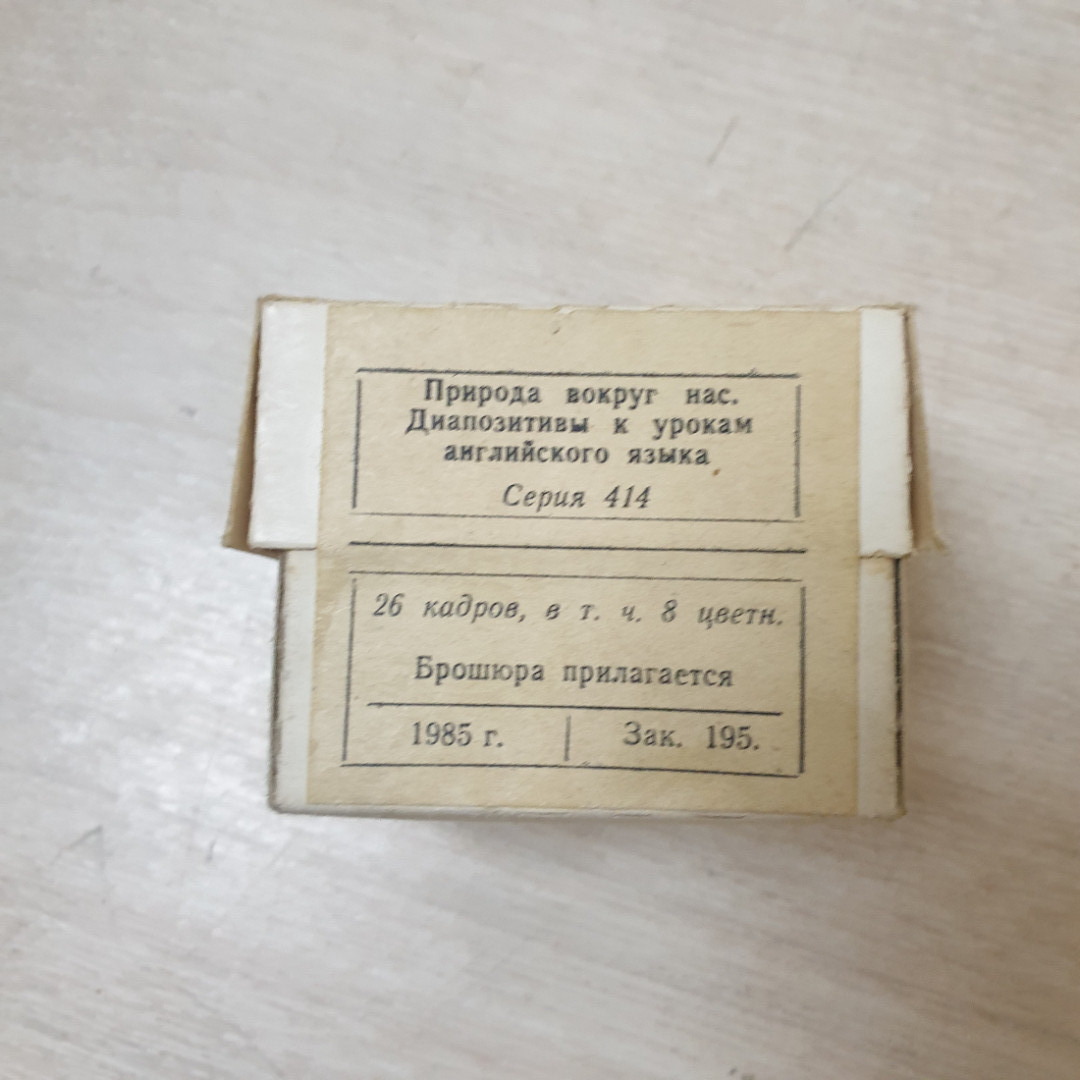 Природа вокруг нас.
Диапозитивы к урокам
английского языка
Серия 414
26 кадров, в т. ч. 8 цветн.
Брошюра прилагается
1985 г.
Зак. 195.